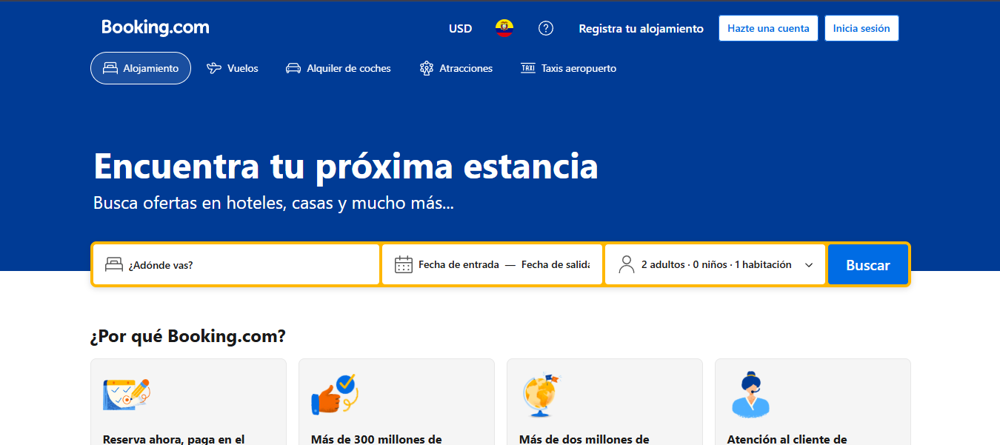 Booking.com
USD
Registra tu alojamiento
Hazte una cuenta
Inicia sesión
Alojamiento
Vuelos
Alquiler de coches
Atracciones
TAXI Taxis aeropuerto
Encuentra tu próxima estancia
Busca ofertas en hoteles, casas y mucho más...
¿Adónde vas?
Fecha de entrada — Fecha de salida
2 adultos · 0 niños · 1 habitación
Buscar
¿Por qué Booking.com?
Reserva ahora, paga en el
Más de 300 millones de
Más de dos millones de
Atención al cliente de